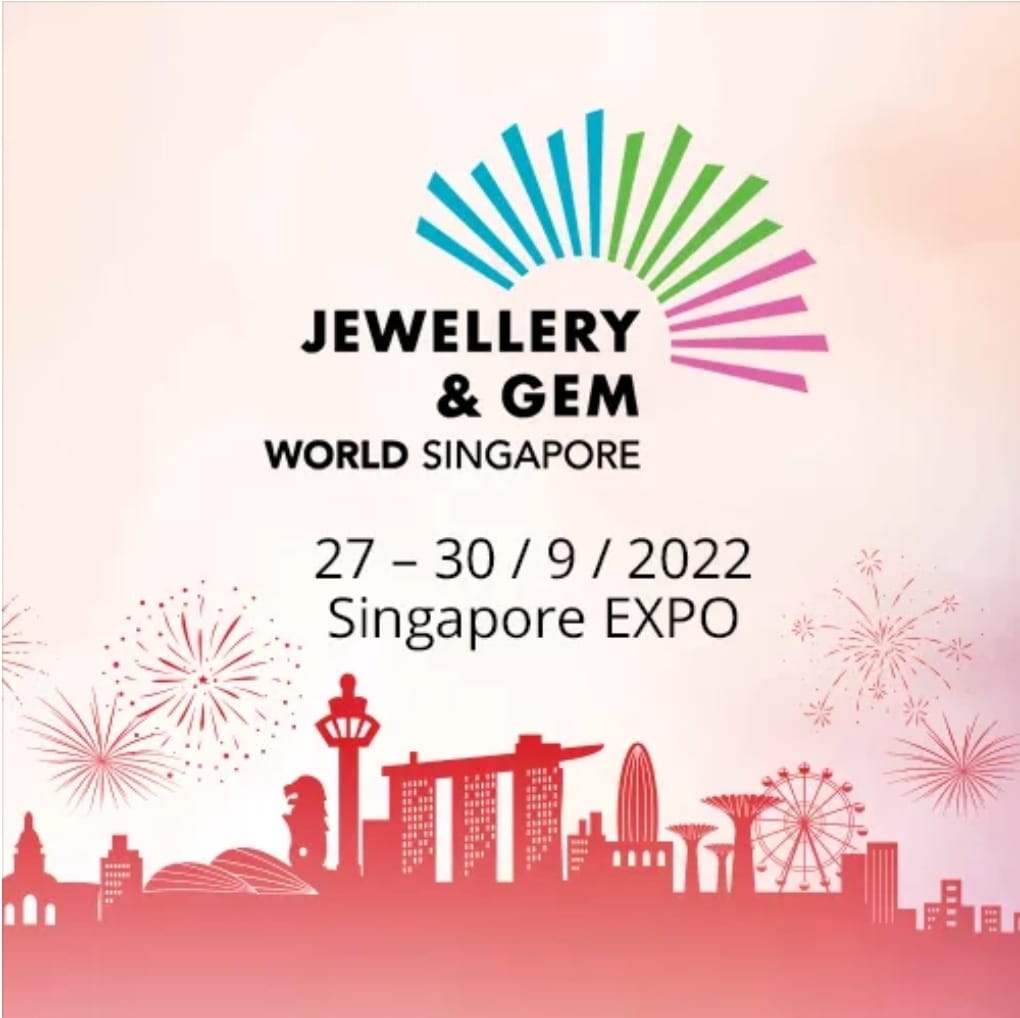 JEWELLERY
& GEM
WORLD SINGAPORE
27 – 30 / 9 / 2022
Singapore EXPO